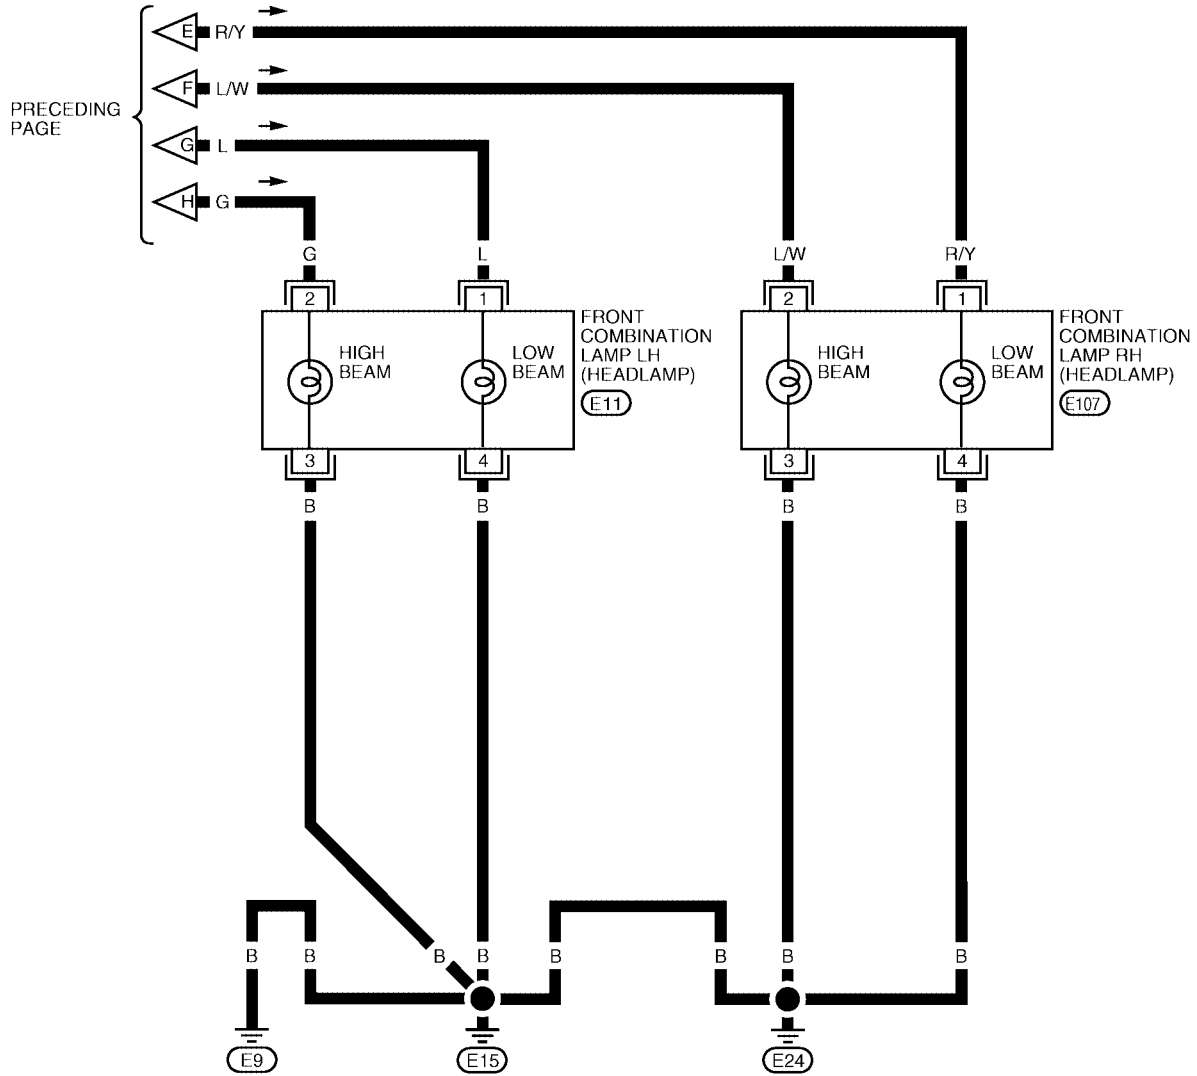 E R/Y
F L/W
PRECEDING
PAGE
G L
H G
G L L/W R/Y
2 1 2 1
FRONT
COMBINATION
LAMP LH
(HEADLAMP)
E11
FRONT
COMBINATION
LAMP RH
(HEADLAMP)
E107
HIGH
BEAM
LOW
BEAM
HIGH
BEAM
LOW
BEAM
3 4 3 4
B B B B
B B B B B B B B
E9 E15 E24